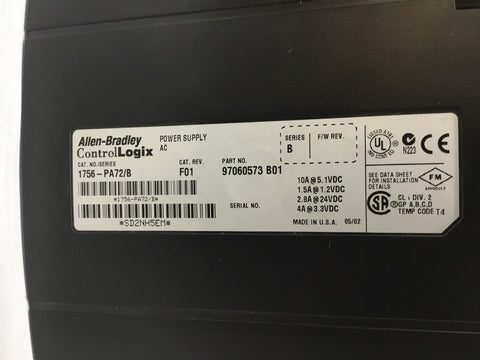 Allen-Bradley
ControlLogix
POWER SUPPLY
AC
SERIES
B
F/W REV.
CAT. NO./SERIES
1756-PA72/B
CAT. REV.
F01
PART NO.
97060573 B01
*1756-PA72/B*
SERIAL NO.
*SD2NH5EM*
10A@5.1VDC
1.5A@1.2VDC
2.8A@24VDC
4A@3.3VDC
MADE IN U.S.A. 05/02
LISTED
UL
C
US
N223
FM
APPROVED
SEE DATA SHEET
FOR INSTALLATION
CL I DIV. 2
GP A,B,C,D
TEMP CODE T4